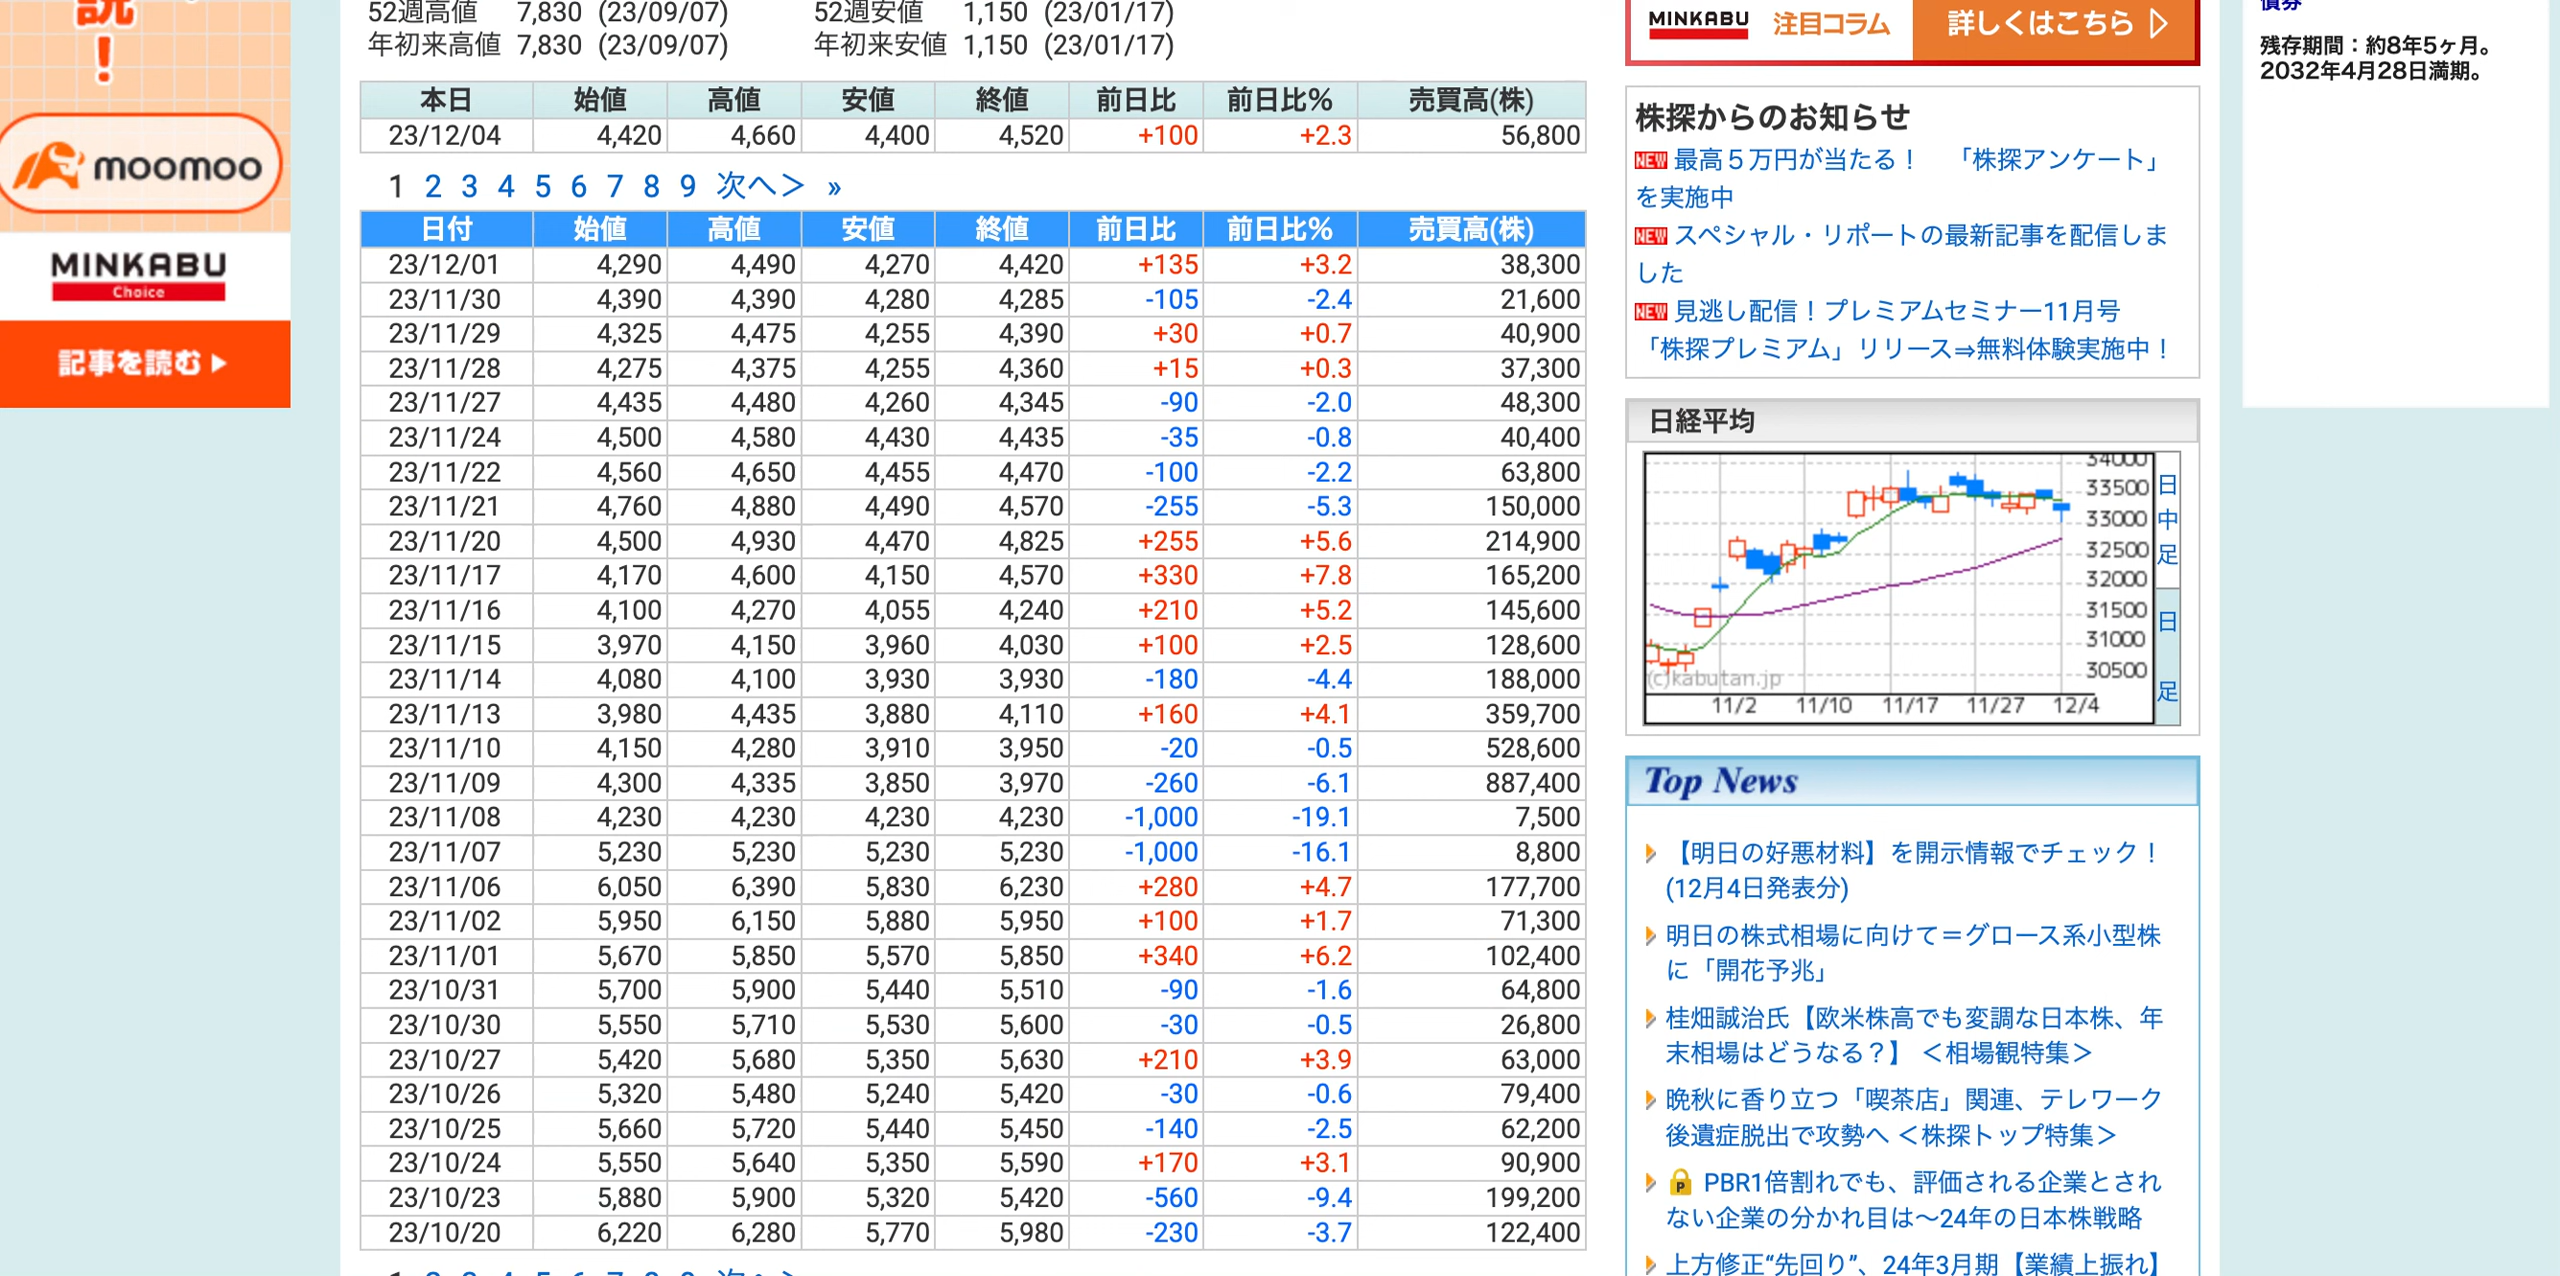 ！
moomoo
MINKABU
Choice
記事を読む
52週高値 7,830 (23/09/07) 52週安値 1,150 (23/01/17)
年初来高値 7,830 (23/09/07) 年初来安値 1,150 (23/01/17)
本日 始値 高値 安値 終値 前日比 前日比% 売買高(株)
23/12/04 4,420 4,660 4,400 4,520 +100 +2.3 56,800
1 2 3 4 5 6 7 8 9 次へ＞ »
日付 始値 高値 安値 終値 前日比 前日比% 売買高(株)
23/12/01 4,290 4,490 4,270 4,420 +135 +3.2 38,300
23/11/30 4,390 4,390 4,280 4,285 -105 -2.4 21,600
23/11/29 4,325 4,475 4,255 4,390 +30 +0.7 40,900
23/11/28 4,275 4,375 4,255 4,360 +15 +0.3 37,300
23/11/27 4,435 4,480 4,260 4,345 -90 -2.0 48,300
23/11/24 4,500 4,580 4,430 4,435 -35 -0.8 40,400
23/11/22 4,560 4,650 4,455 4,470 -100 -2.2 63,800
23/11/21 4,760 4,880 4,490 4,570 -255 -5.3 150,000
23/11/20 4,500 4,930 4,470 4,825 +255 +5.6 214,900
23/11/17 4,170 4,600 4,150 4,570 +330 +7.8 165,200
23/11/16 4,100 4,270 4,055 4,240 +210 +5.2 145,600
23/11/15 3,970 4,150 3,960 4,030 +100 +2.5 128,600
23/11/14 4,080 4,100 3,930 3,930 -180 -4.4 188,000
23/11/13 3,980 4,435 3,880 4,110 +160 +4.1 359,700
23/11/10 4,150 4,280 3,910 3,950 -20 -0.5 528,600
23/11/09 4,300 4,335 3,850 3,970 -260 -6.1 887,400
23/11/08 4,230 4,230 4,230 4,230 -1,000 -19.1 7,500
23/11/07 5,230 5,230 5,230 5,230 -1,000 -16.1 8,800
23/11/06 6,050 6,390 5,830 6,230 +280 +4.7 177,700
23/11/02 5,950 6,150 5,880 5,950 +100 +1.7 71,300
23/11/01 5,670 5,850 5,570 5,850 +340 +6.2 102,400
23/10/31 5,700 5,900 5,440 5,510 -90 -1.6 64,800
23/10/30 5,550 5,710 5,530 5,600 -30 -0.5 26,800
23/10/27 5,420 5,680 5,350 5,630 +210 +3.9 63,000
23/10/26 5,320 5,480 5,240 5,420 -30 -0.6 79,400
23/10/25 5,660 5,720 5,440 5,450 -140 -2.5 62,200
23/10/24 5,550 5,640 5,350 5,590 +170 +3.1 90,900
23/10/23 5,880 5,900 5,320 5,420 -560 -9.4 199,200
23/10/20 6,220 6,280 5,770 5,980 -230 -3.7 122,400
MINKABU 注目コラム 詳しくはこちら
株探からのお知らせ
NEW 最高５万円が当たる！ 「株探アンケート」
を実施中
NEW スペシャル・リポートの最新記事を配信しま
した
NEW 見逃し配信！プレミアムセミナー11月号
「株探プレミアム」リリース⇒無料体験実施中！
日経平均
34000
33500
33000
32500
32000
31500
31000
30500
(c)kabutan.jp
11/2 11/10 11/17 11/27 12/4
日
中
足
日
足
Top News
【明日の好悪材料】を開示情報でチェック！
(12月4日発表分)
明日の株式相場に向けて＝グロース系小型株
に「開花予兆」
桂畑誠治氏【欧米株高でも変調な日本株、年
末相場はどうなる？】 ＜相場観特集＞
晩秋に香り立つ「喫茶店」関連、テレワーク
後遺症脱出で攻勢へ ＜株探トップ特集＞
P PBR1倍割れでも、評価される企業とされ
ない企業の分かれ目は～24年の日本株戦略
上方修正“先回り”、24年3月期【業績上振れ】
債券
残存期間：約8年5ヶ月。
2032年4月28日満期。